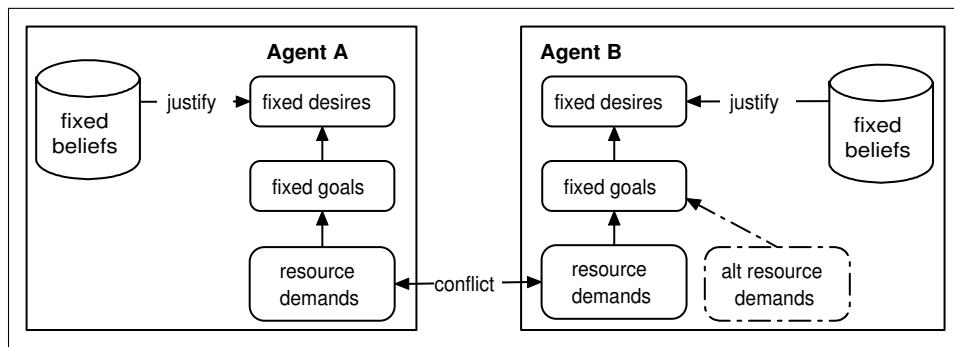 Agent A
fixed desires
justify
fixed
beliefs
fixed goals
resource
demands
conflict
Agent B
fixed desires
justify
fixed
beliefs
fixed goals
resource
demands
alt resource
demands